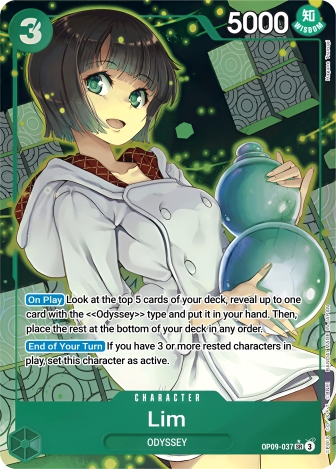 3
5000
知
WISDOM
On Play Look at the top 5 cards of your deck, reveal up to one
card with the <<Odyssey>> type and put it in your hand. Then,
place the rest at the bottom of your deck in any order.
End of Your Turn If you have 3 or more rested characters in
play, set this character as active.
CHARACTER
Lim
ODYSSEY
OP09-037 SR 3